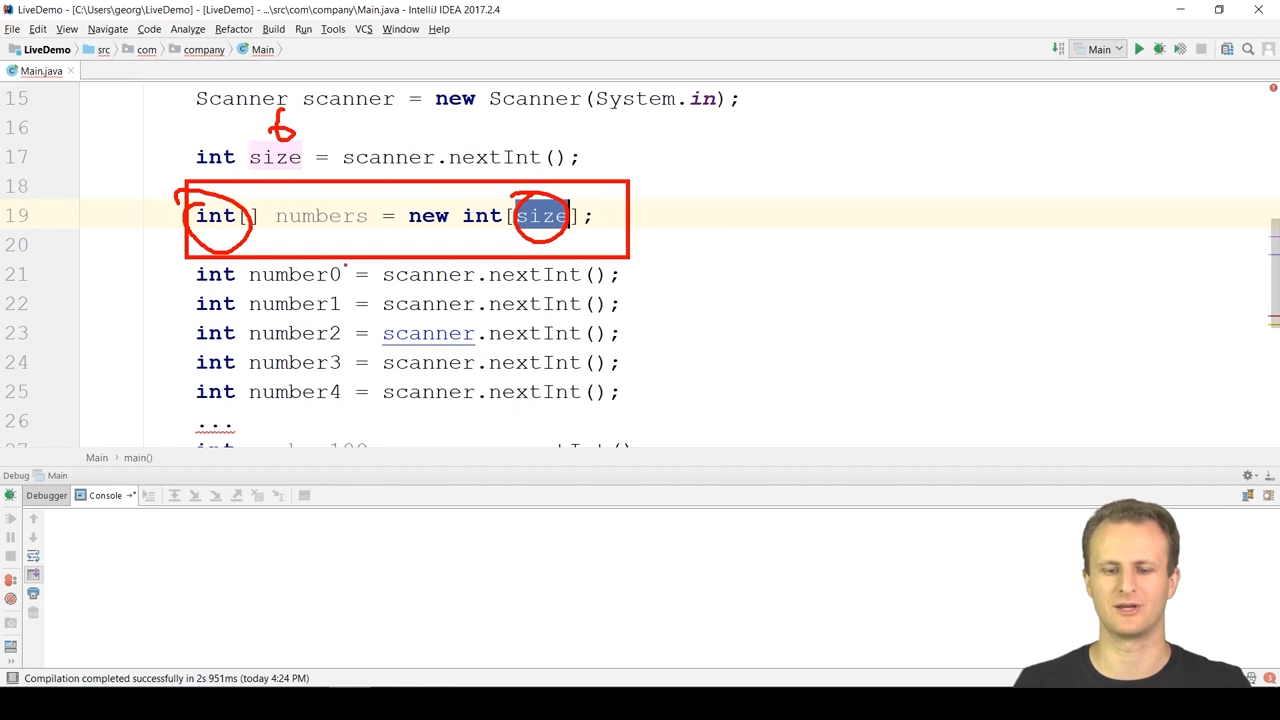 LiveDemo - [C:\Users\georg\LiveDemo] - [LiveDemo] - ...\src\com\company\Main.java - IntelliJ IDEA 2017.2.4
File Edit View Navigate Code Analyze Refactor Build Run Tools VCS Window Help
LiveDemo src com company Main Main
Main.java
15 Scanner scanner = new Scanner(System.in);
16 6
17 int size = scanner.nextInt();
18
19 int[] numbers = new int[size];
20
21 int number0 = scanner.nextInt();
22 int number1 = scanner.nextInt();
23 int number2 = scanner.nextInt();
24 int number3 = scanner.nextInt();
25 int number4 = scanner.nextInt();
26 ...
Main main()
Debug Main
Debugger Console
Compilation completed successfully in 2s 951ms (today 4:24 PM)